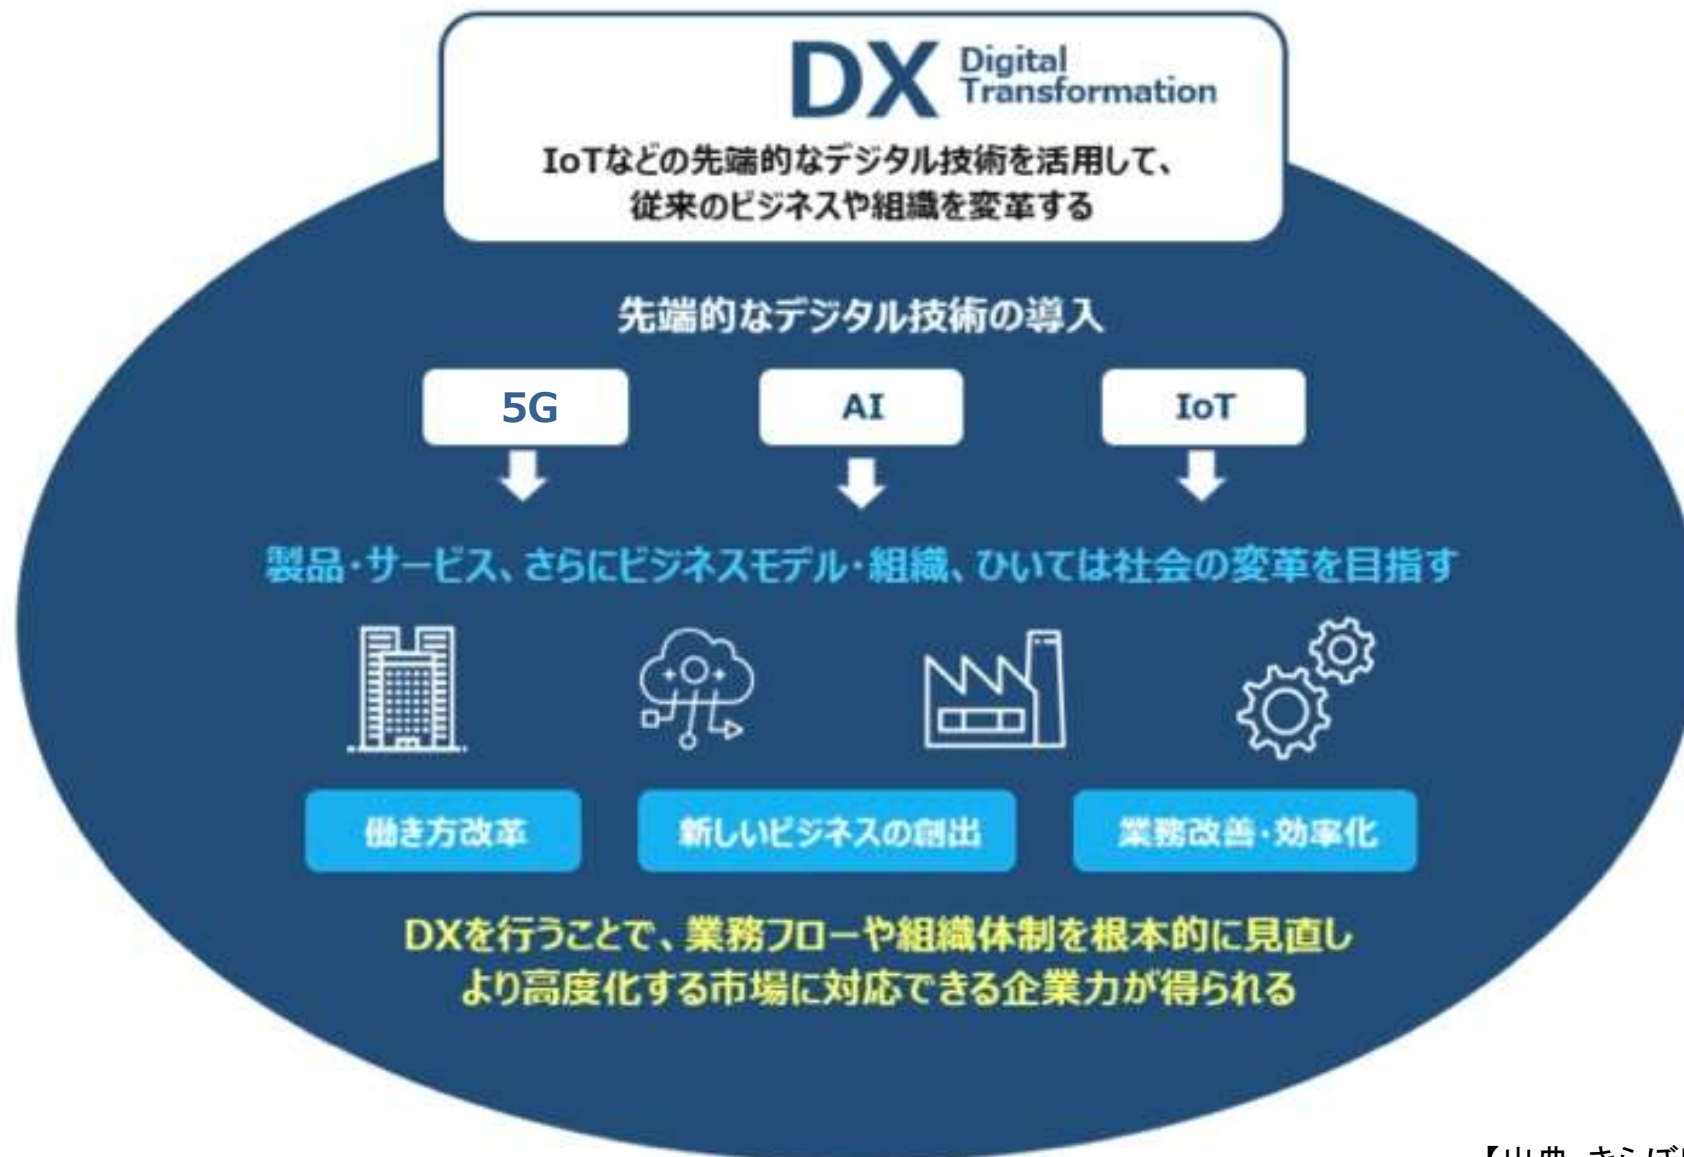 DX Digital
Transformation
IoTなどの先端的なデジタル技術を活用して、
従来のビジネスや組織を変革する
先端的なデジタル技術の導入
5G
AI
IoT
製品・サービス、さらにビジネスモデル・組織、ひいては社会の変革を目指す
働き方改革
新しいビジネスの創出
業務改善・効率化
DXを行うことで、業務フローや組織体制を根本的に見直し
より高度化する市場に対応できる企業力が得られる